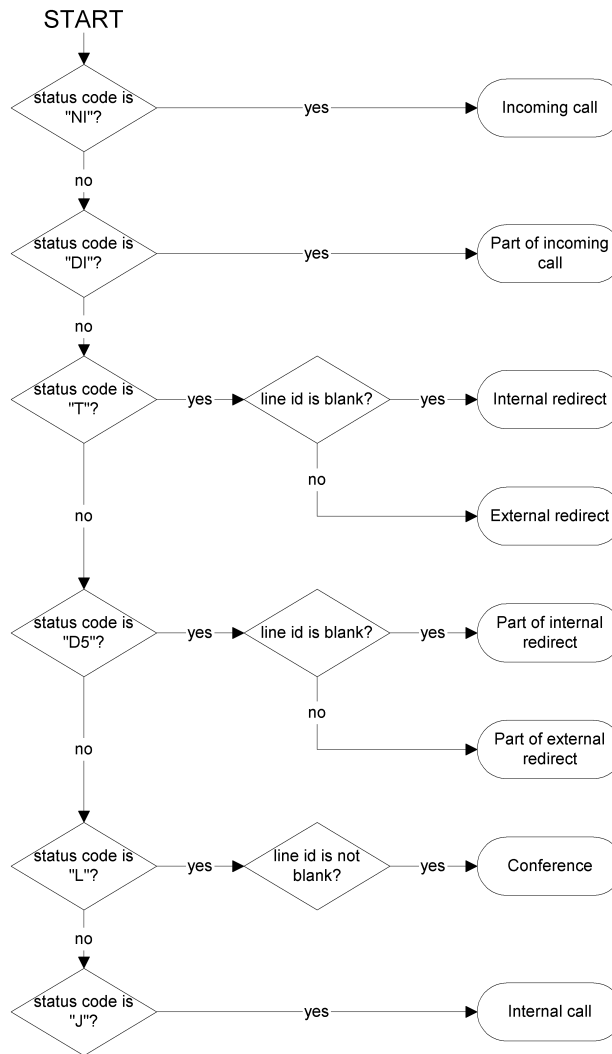 START
status code is
"NI"?
yes
Incoming call
no
status code is
"DI"?
yes
Part of incoming
call
no
status code is
"T"?
yes
line id is blank?
yes
Internal redirect
no
External redirect
no
status code is
"D5"?
yes
line id is blank?
yes
Part of internal
redirect
no
Part of external
redirect
no
status code is
"L"?
yes
line id is not
blank?
yes
Conference
no
status code is
"J"?
yes
Internal call